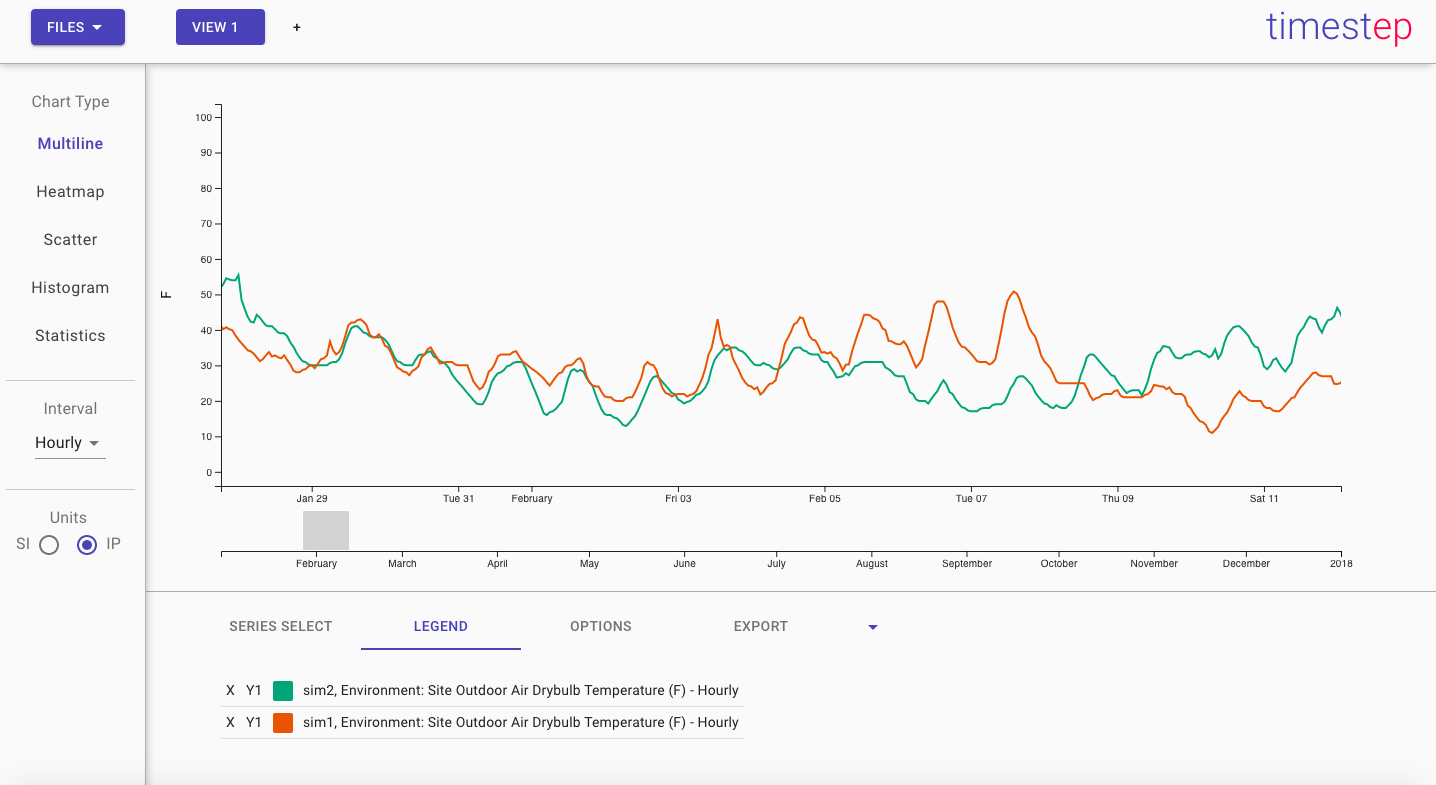 FILES
VIEW 1
+
timestep
Chart Type
Multiline
Heatmap
Scatter
Histogram
Statistics
Interval
Hourly
Units
SI
IP
100
90
80
70
60
50
40
30
20
10
0
F
Jan 29 Tue 31 February Fri 03 Feb 05 Tue 07 Thu 09 Sat 11
February March April May June July August September October November December 2018
SERIES SELECT LEGEND OPTIONS EXPORT
X Y1 sim2, Environment: Site Outdoor Air Drybulb Temperature (F) - Hourly
X Y1 sim1, Environment: Site Outdoor Air Drybulb Temperature (F) - Hourly